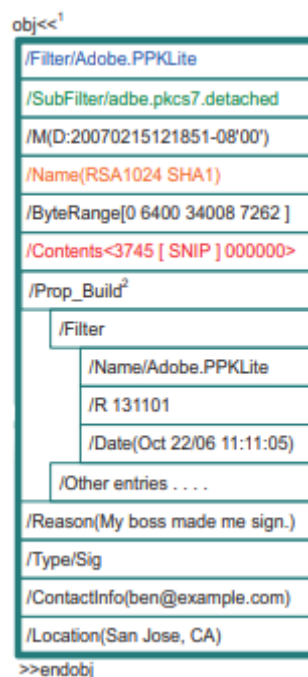 obj<<1
/Filter/Adobe.PPKLite
/SubFilter/adbe.pkcs7.detached
/M(D:20070215121851-08'00')
/Name(RSA1024 SHA1)
/ByteRange[0 6400 34008 7262 ]
/Contents<3745 [ SNIP ] 000000>
/Prop_Build2
/Filter
/Name/Adobe.PPKLite
/R 131101
/Date(Oct 22/06 11:11:05)
/Other entries . . . .
/Reason(My boss made me sign.)
/Type/Sig
/ContactInfo(ben@example.com)
/Location(San Jose, CA)
>>endobj